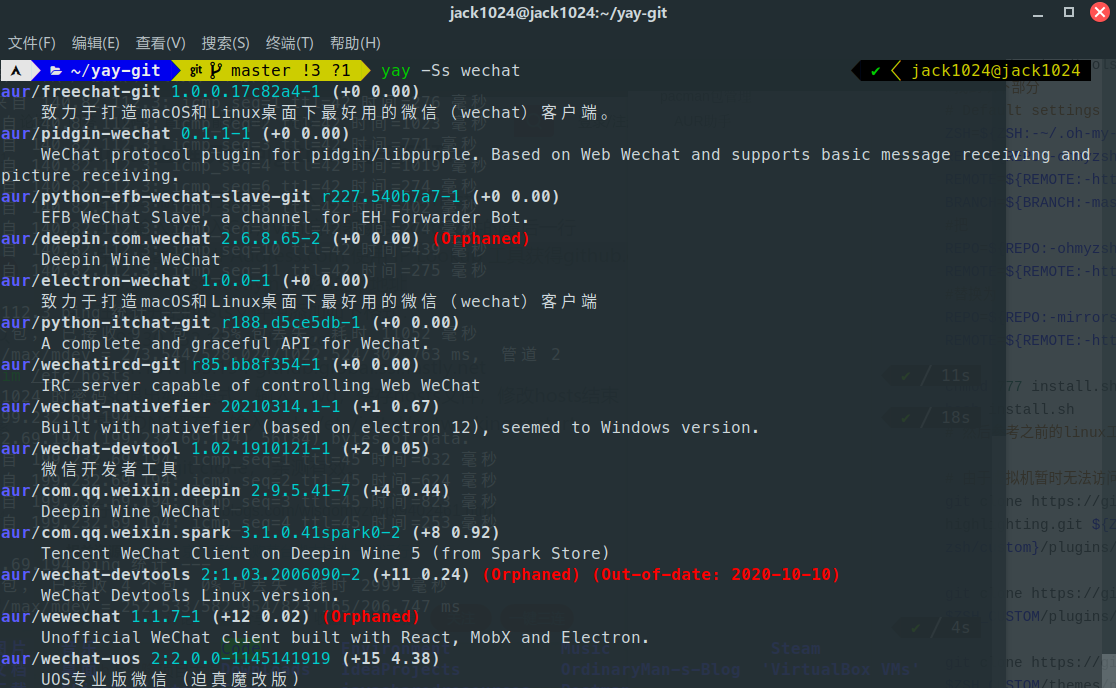 jack1024@jack1024:~/yay-git
文件(F) 编辑(E) 查看(V) 搜索(S) 终端(T) 帮助(H)
~/yay-git git master !3 ?1 yay -Ss wechat ✔ jack1024@jack1024
aur/freechat-git 1.0.0.17c82a4-1 (+0 0.00)
致力于打造macOS和Linux桌面下最好用的微信（wechat）客户端。
aur/pidgin-wechat 0.1.1-1 (+0 0.00)
WeChat protocol plugin for pidgin/libpurple. Based on Web Wechat and supports basic message receiving and
picture receiving.
aur/python-efb-wechat-slave-git r227.540b7a7-1 (+0 0.00)
EFB WeChat Slave, a channel for EH Forwarder Bot.
aur/deepin.com.wechat 2.6.8.65-2 (+0 0.00) (Orphaned)
Deepin Wine WeChat
aur/electron-wechat 1.0.0-1 (+0 0.00)
致力于打造macOS和Linux桌面下最好用的微信（wechat）客户端
aur/python-itchat-git r188.d5ce5db-1 (+0 0.00)
A complete and graceful API for Wechat.
aur/wechatircd-git r85.bb8f354-1 (+0 0.00)
IRC server capable of controlling Web WeChat
aur/wechat-nativefier 20210314.1-1 (+1 0.67)
Built with nativefier (based on electron 12), seemed to Windows version.
aur/wechat-devtool 1.02.1910121-1 (+2 0.05)
微信开发者工具
aur/com.qq.weixin.deepin 2.9.5.41-7 (+4 0.44)
Deepin Wine WeChat
aur/com.qq.weixin.spark 3.1.0.41spark0-2 (+8 0.92)
Tencent WeChat Client on Deepin Wine 5 (from Spark Store)
aur/wechat-devtools 2:1.03.2006090-2 (+11 0.24) (Orphaned) (Out-of-date: 2020-10-10)
WeChat Devtools Linux version.
aur/wewechat 1.1.7-1 (+12 0.02) (Orphaned)
Unofficial WeChat client built with React, MobX and Electron.
aur/wechat-uos 2:2.0.0-1145141919 (+15 4.38)
UOS专业版微信 (迫真魔改版)